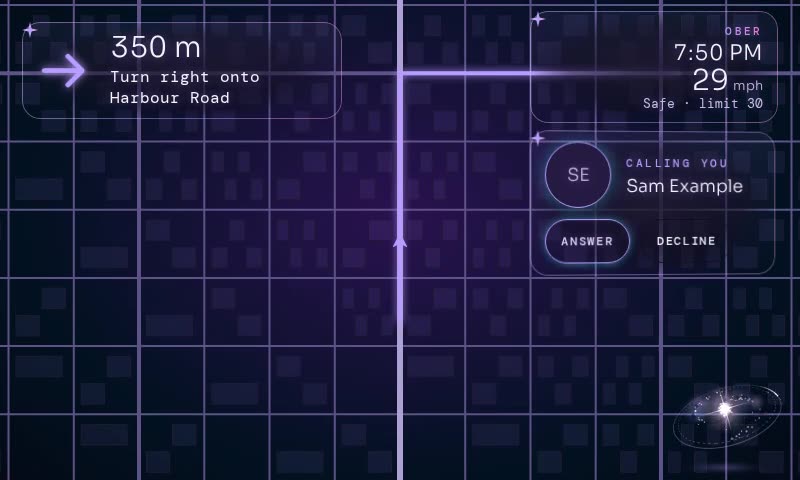 350 m
Turn right onto
Harbour Road
OBER
7:50 PM
29 mph
Safe · limit 30
SE
CALLING YOU
Sam Example
ANSWER
DECLINE